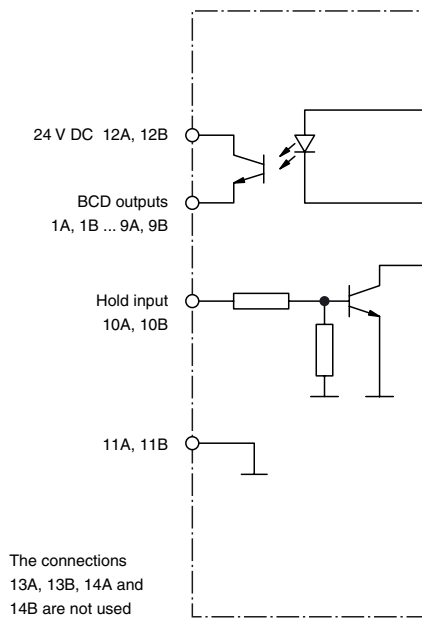 24 V DC 12A, 12B
BCD outputs
1A, 1B ... 9A, 9B
Hold input
10A, 10B
11A, 11B
The connections
13A, 13B, 14A and
14B are not used